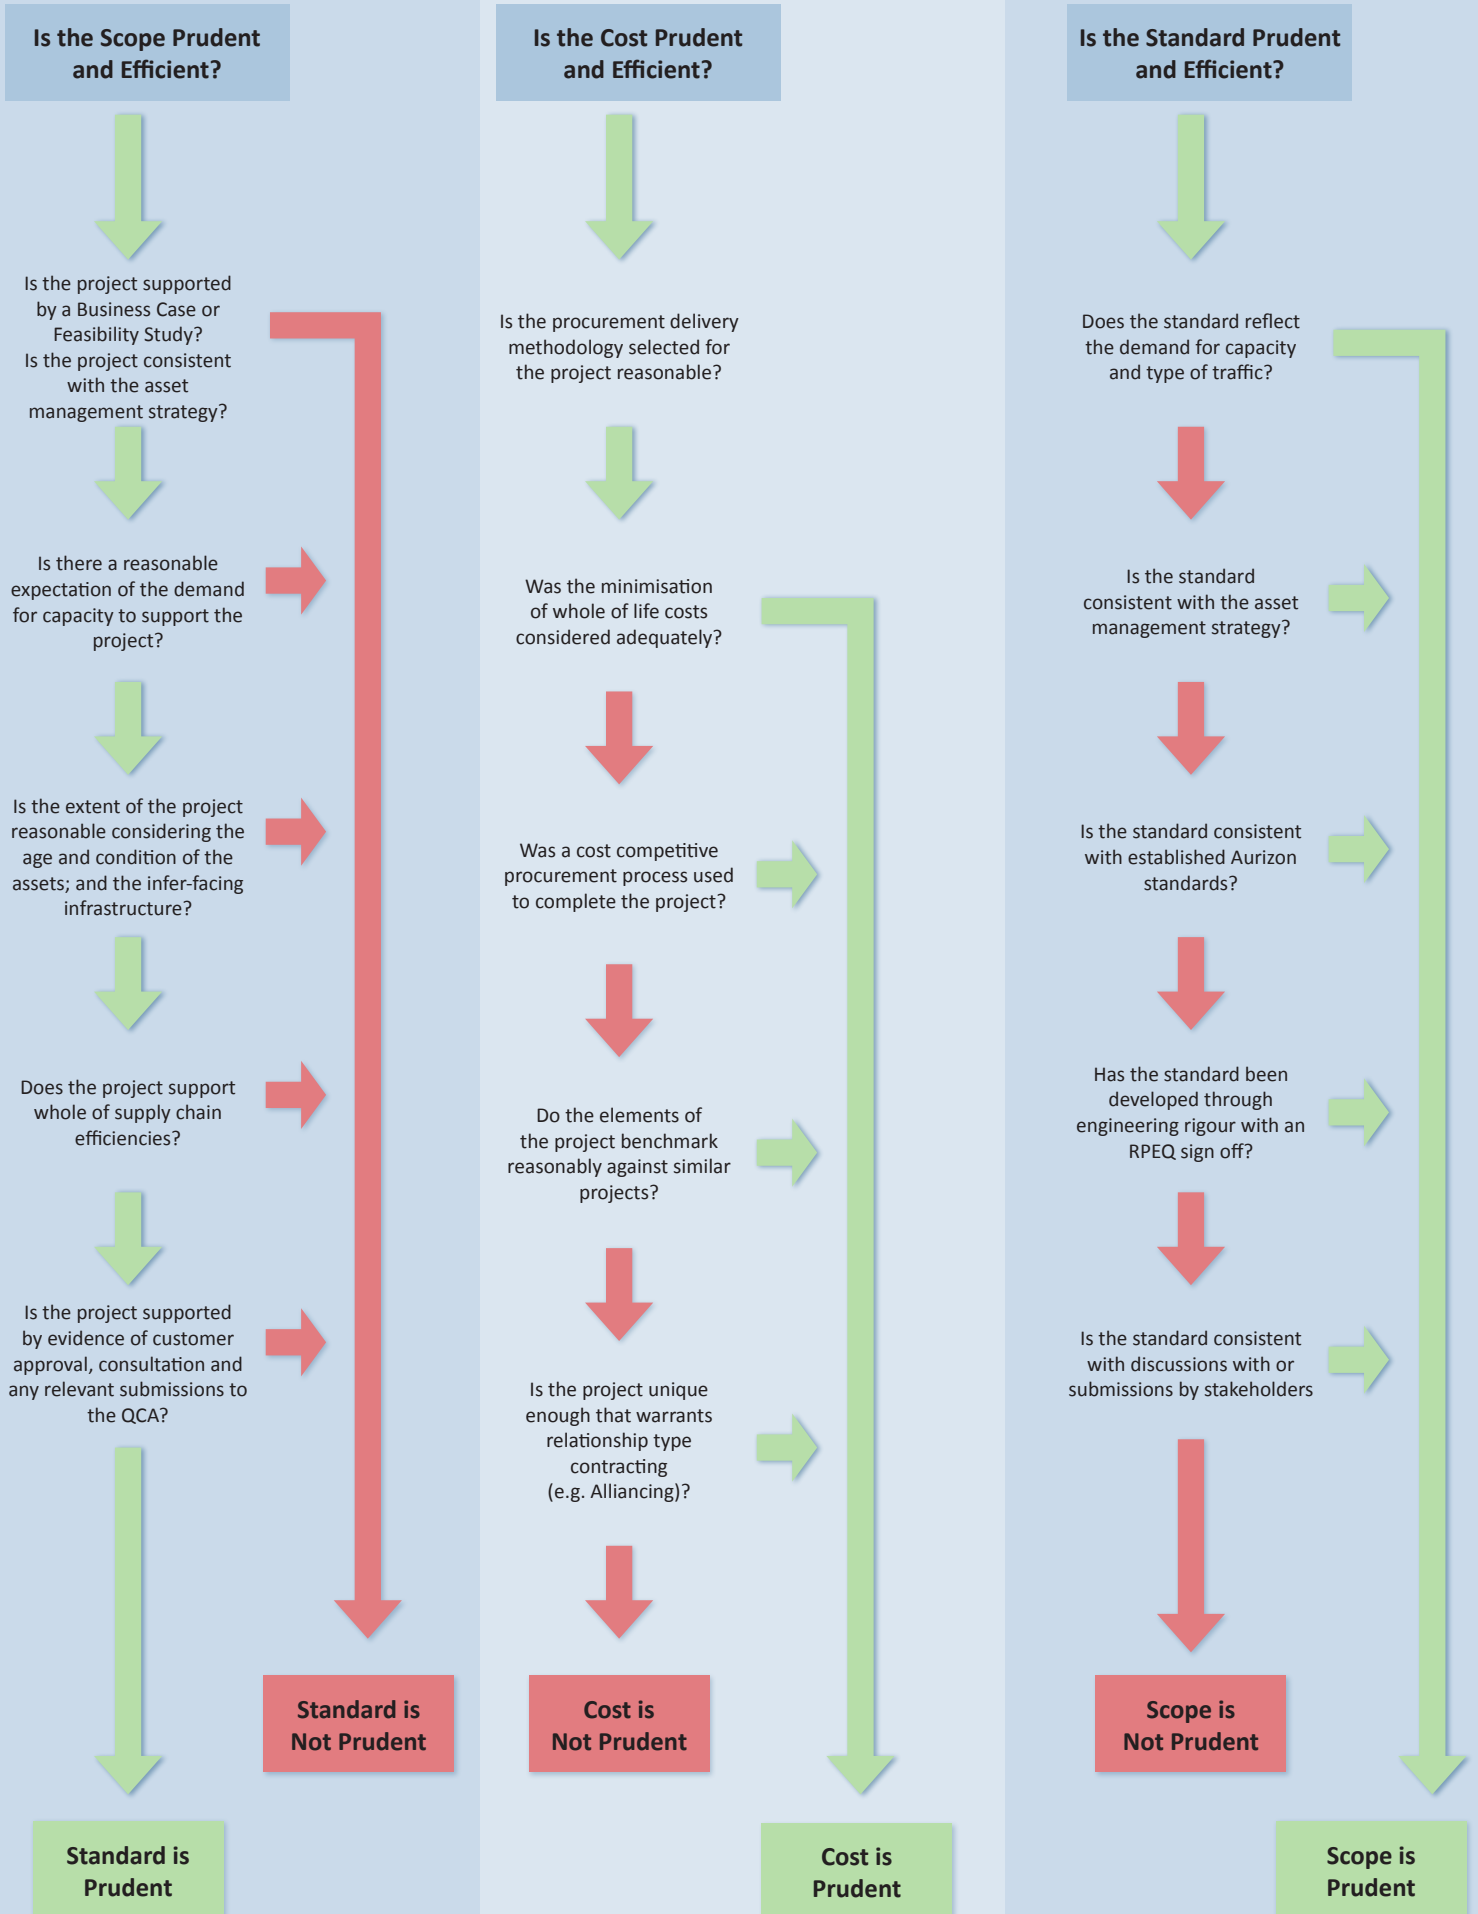 Is the Scope Prudent
and Efficient?
Is the project supported
by a Business Case or
Feasibility Study?
Is the project consistent
with the asset
management strategy?
Is there a reasonable
expectation of the demand
for capacity to support the
project?
Is the extent of the project
reasonable considering the
age and condition of the
assets; and the infer-facing
infrastructure?
Does the project support
whole of supply chain
efficiencies?
Is the project supported
by evidence of customer
approval, consultation and
any relevant submissions to
the QCA?
Standard is
Not Prudent
Standard is
Prudent
Is the Cost Prudent
and Efficient?
Is the procurement delivery
methodology selected for
the project reasonable?
Was the minimisation
of whole of life costs
considered adequately?
Was a cost competitive
procurement process used
to complete the project?
Do the elements of
the project benchmark
reasonably against similar
projects?
Is the project unique
enough that warrants
relationship type
contracting
(e.g. Alliancing)?
Cost is
Not Prudent
Cost is
Prudent
Is the Standard Prudent
and Efficient?
Does the standard reflect
the demand for capacity
and type of traffic?
Is the standard
consistent with the asset
management strategy?
Is the standard consistent
with established Aurizon
standards?
Has the standard been
developed through
engineering rigour with an
RPEQ sign off?
Is the standard consistent
with discussions with or
submissions by stakeholders
Scope is
Not Prudent
Scope is
Prudent